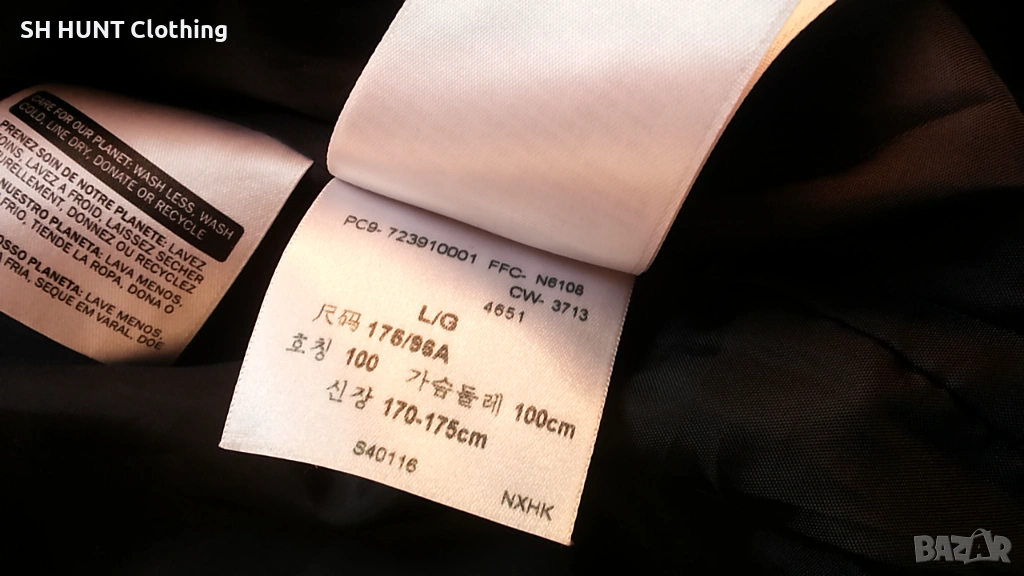 SH HUNT Clothing
CARE FOR OUR PLANET: WASH LESS, WASH
COLD, LINE DRY, DONATE OR RECYCLE
PRENEZ SOIN DE NOTRE PLANETE: LAVEZ
MOINS, LAVEZ A FROID, LAISSEZ SECHER
DONNEZ OU RECYCLEZ
NUESTRO PLANETA: LAVA MENOS,
FRIO, TIENDE LA ROPA, DONA O
NOSSO PLANETA: LAVE MENOS,
A FRIA, SEQUE EM VARAL, DOE
PC9- 723910001 FFC- N6108
CW- 3713
4651
L/G
尺码 175/96A
호칭 100 가슴둘레 100cm
신장 170-175cm
S40116
NXHK
BAZAR